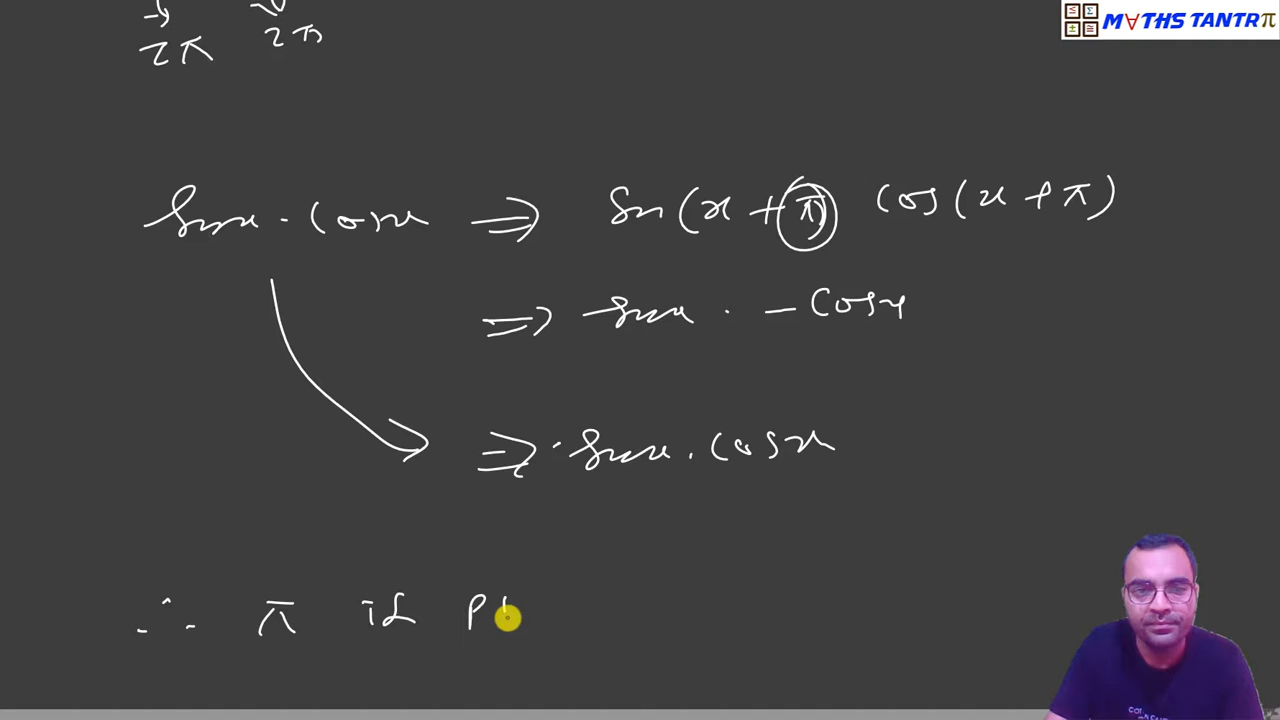 MATHS TANTRπ
2π 2π
Sinx · Cosx ⇒ Sin(x + π) Cos(x + π)
⇒ Sinx · - Cosx
⇒ · Sinx . Cosx
∴ π is P